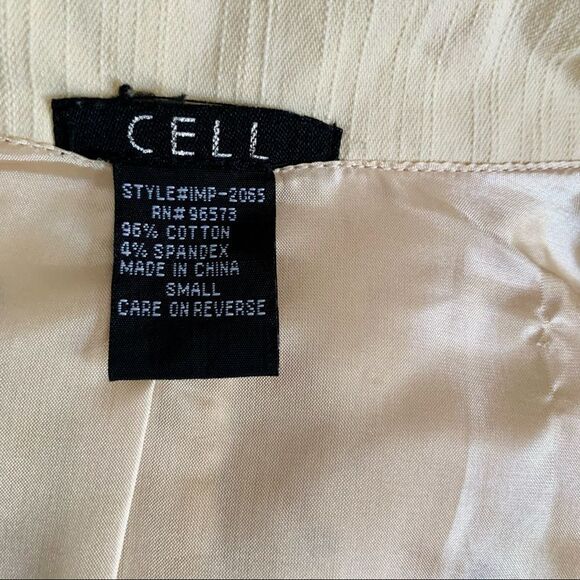 CELL
STYLE#IMP-2065
RN# 96573
96% COTTON
4% SPANDEX
MADE IN CHINA
SMALL
CARE ON REVERSE